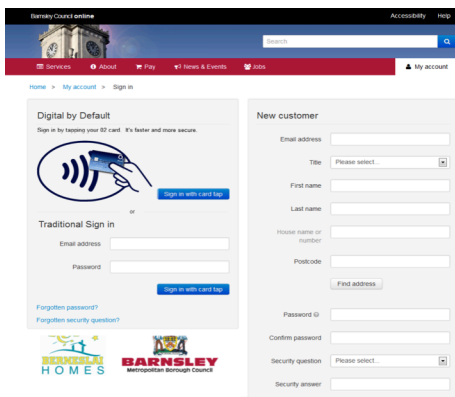 Barnsley Council online
Accessibility Help
Search
Services About Pay News & Events Jobs My account
Home > My account > Sign in
Digital by Default
Sign in by tapping your 02 card. It's faster and more secure.
Sign in with card tap
or
Traditional Sign in
Email address
Password
Sign in with card tap
Forgotten password?
Forgotten security question?
BERNESLAI
HOMES
BARNSLEY
Metropolitan Borough Council
New customer
Email address
Title Please select...
First name
Last name
House name or
number
Postcode
Find address
Password
Confirm password
Security question Please select...
Security answer